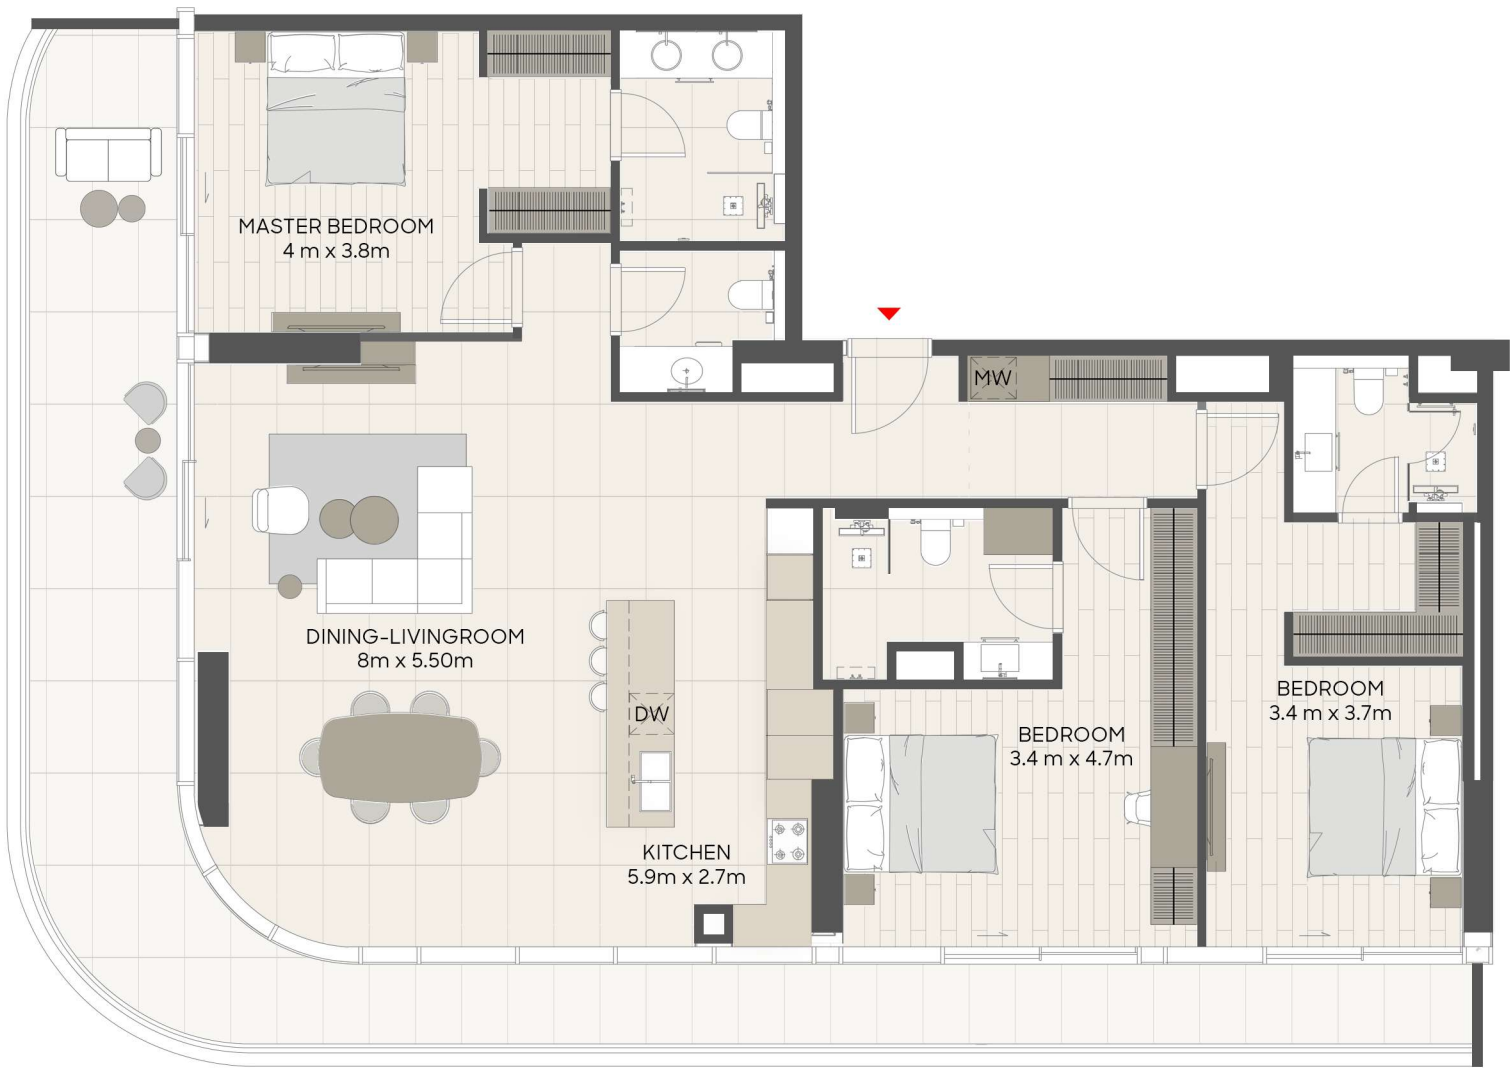 MASTER BEDROOM
4 m x 3.8m
MW
DINING-LIVINGROOM
8m x 5.50m
DW
BEDROOM
3.4 m x 3.7m
BEDROOM
3.4 m x 4.7m
KITCHEN
5.9m x 2.7m